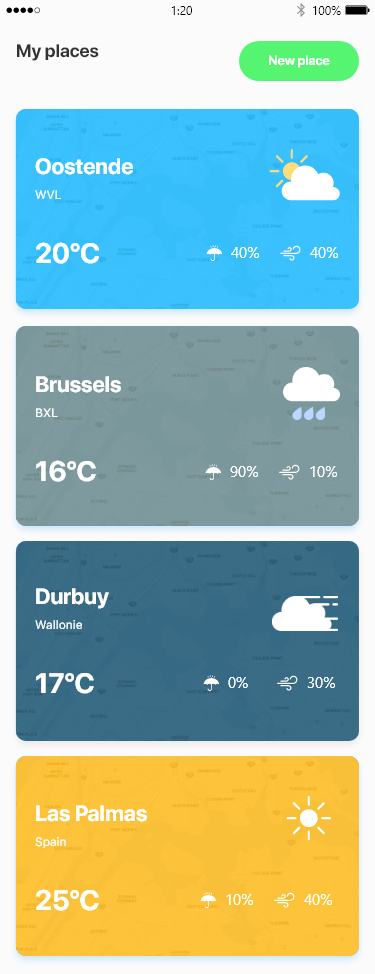 1:20 100%
My places
New place
Oostende
WVL
20°C 40% 40%
Brussels
BXL
16°C 90% 10%
Durbuy
Wallonie
17°C 0% 30%
Las Palmas
Spain
25°C 10% 40%